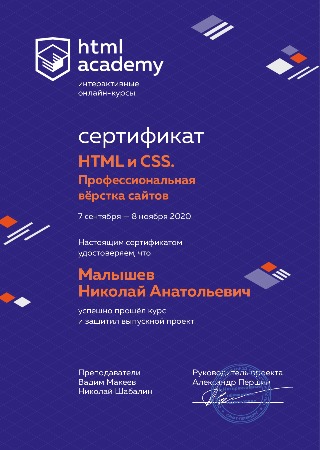 html
academy
интерактивные
онлайн-курсы
сертификат
HTML и CSS.
Профессиональная
вёрстка сайтов
7 сентября — 8 ноября 2020
Настоящим сертификатом
удостоверяем, что
Малышев
Николай Анатольевич
успешно прошёл курс
и защитил выпускной проект
Преподаватели
Вадим Макеев
Николай Шабалин
Руководитель проекта
Александр Першин